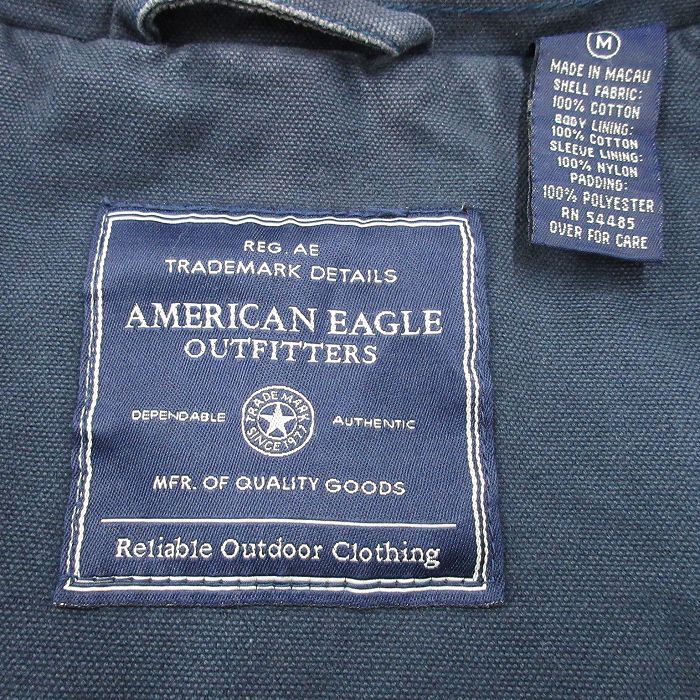 M
MADE IN MACAU
SHELL FABRIC:
100% COTTON
BODY LINING:
100% COTTON
SLEEVE LINING:
100% NYLON
PADDING:
100% POLYESTER
RN 54485
OVER FOR CARE
REG. AE
TRADEMARK DETAILS
AMERICAN EAGLE
OUTFITTERS
DEPENDABLE
TRADE MARK
SINCE 1977
AUTHENTIC
MFR. OF QUALITY GOODS
Reliable Outdoor Clothing